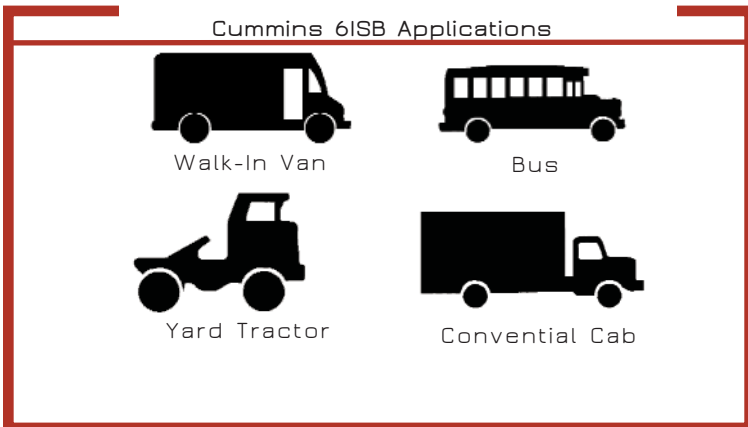 Cummins 6ISB Applications
Walk-In Van
Bus
Yard Tractor
Convential Cab